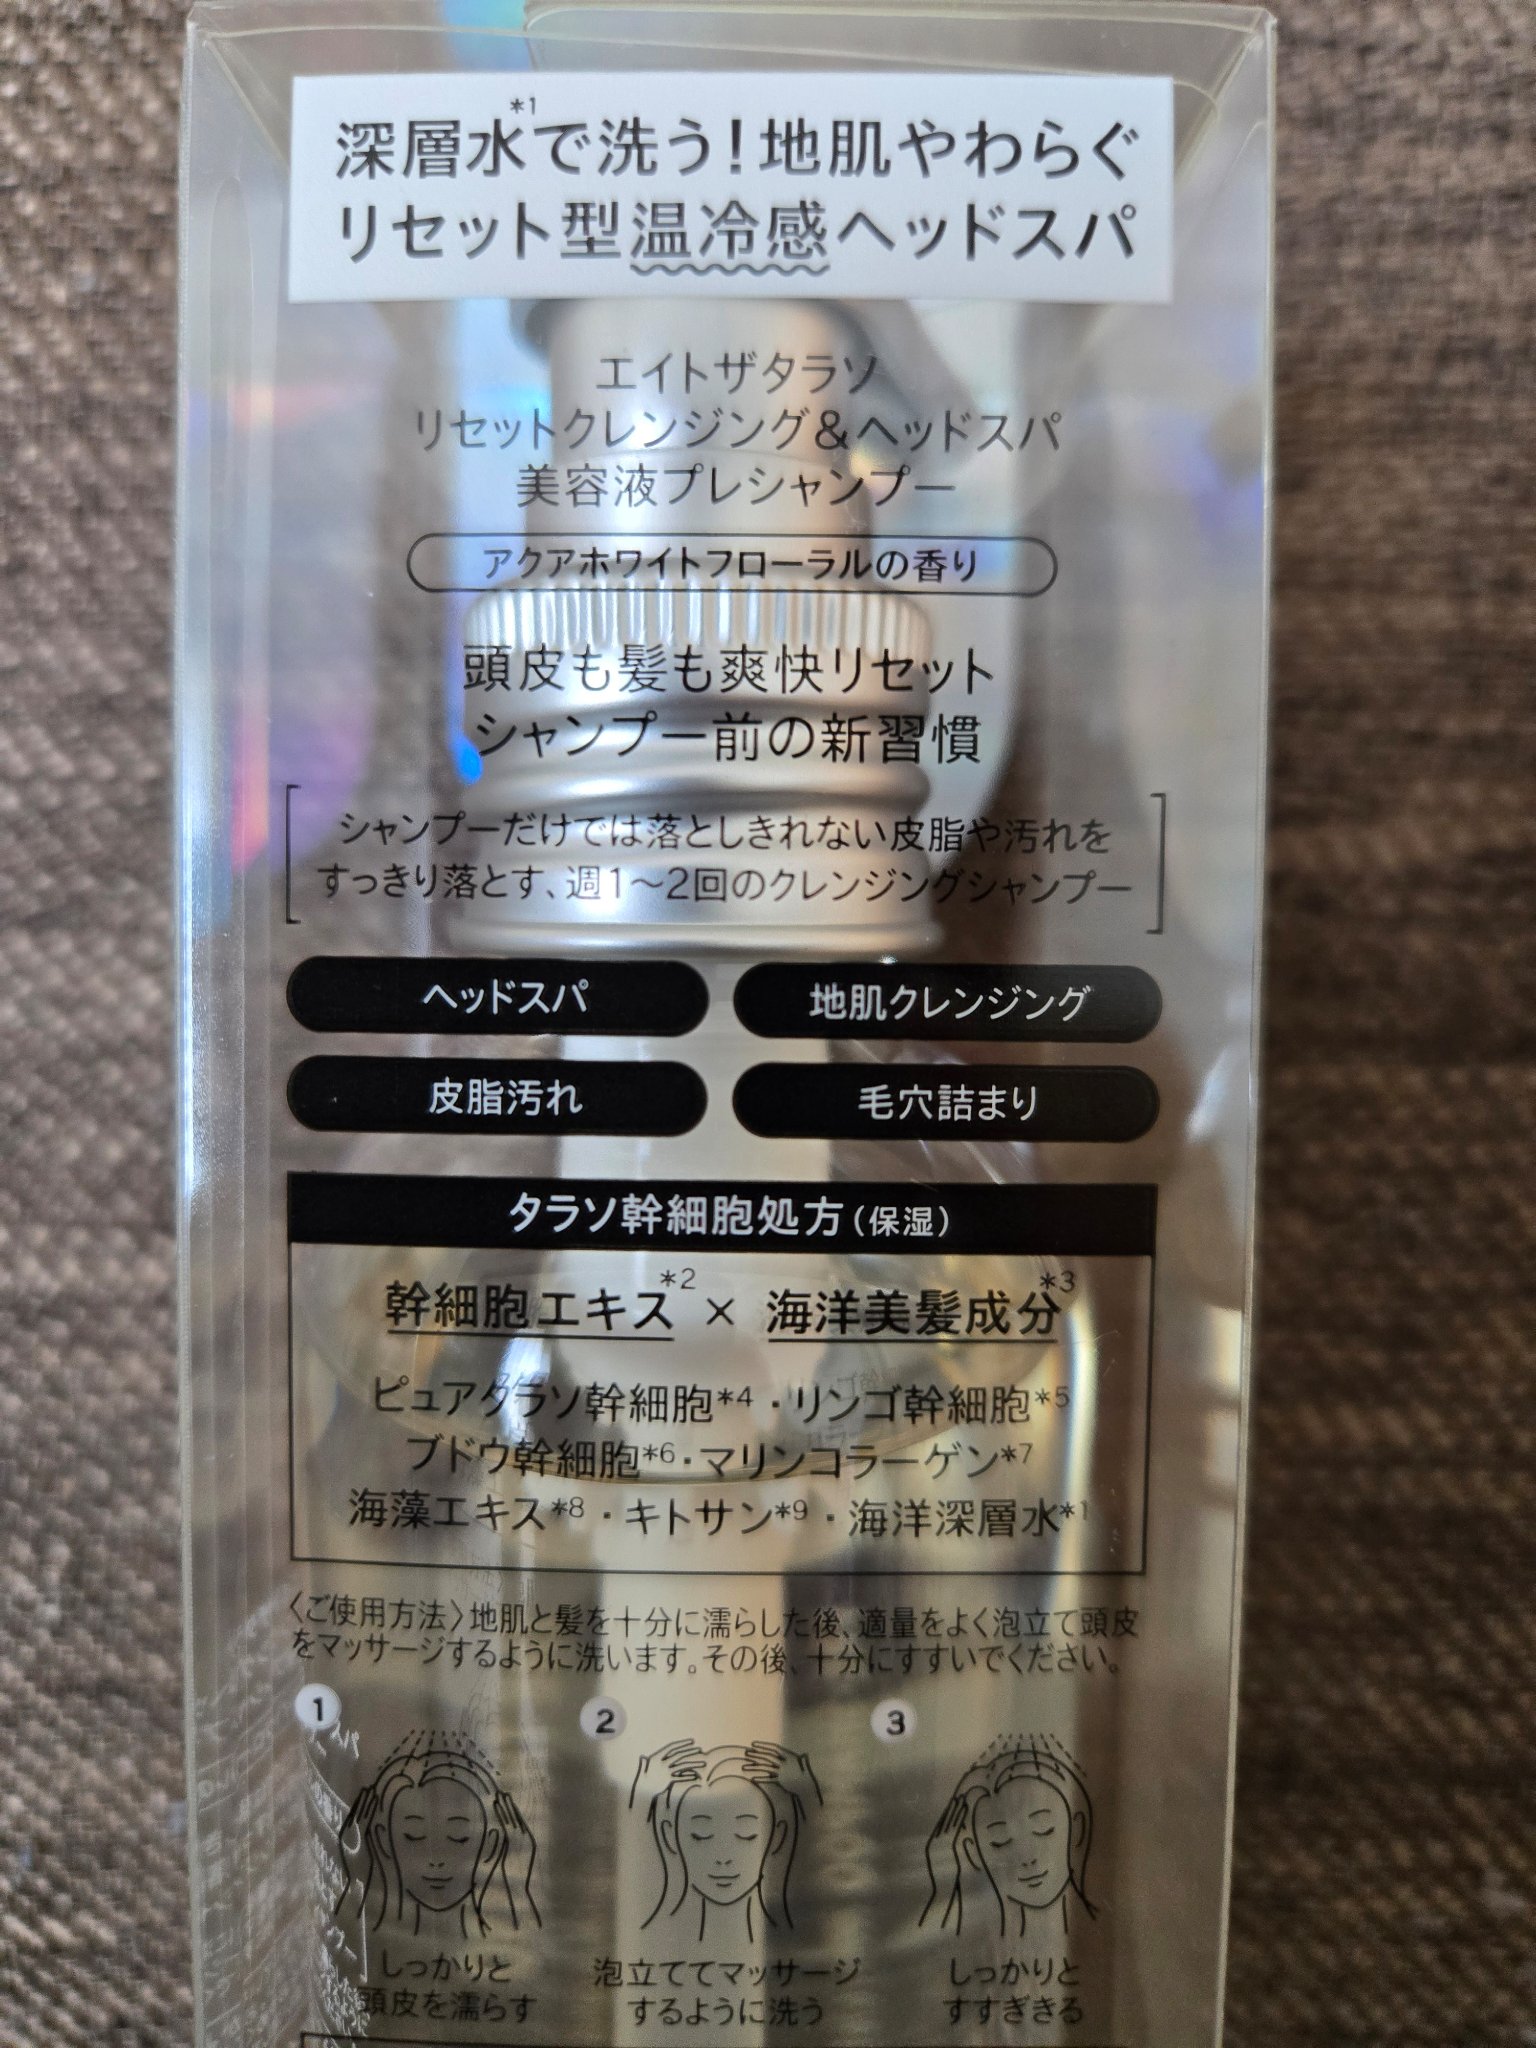 深層水*1で洗う!地肌やわらぐ
リセット型温冷感ヘッドスパ
エイトザタラソ
リセットクレンジング&ヘッドスパ
美容液プレシャンプー
アクアホワイトフローラルの香り
頭皮も髪も爽快リセット
シャンプー前の新習慣
シャンプーだけでは落としきれない皮脂や汚れを
すっきり落とす、週1〜2回のクレンジングシャンプー
ヘッドスパ 地肌クレンジング
皮脂汚れ 毛穴詰まり
タラソ幹細胞処方(保湿)
幹細胞エキス*2 × 海洋美髪成分*3
ピュアタラソ幹細胞*4・リンゴ幹細胞*5
ブドウ幹細胞*6・マリンコラーゲン*7
海藻エキス*8・キトサン*9・海洋深層水*1
〈ご使用方法〉地肌と髪を十分に濡らした後、適量をよく泡立て頭皮
をマッサージするように洗います。その後、十分にすすいでください。
1 2 3
しっかりと 泡立ててマッサージ しっかりと
頭皮を濡らす するように洗う すすぎきる